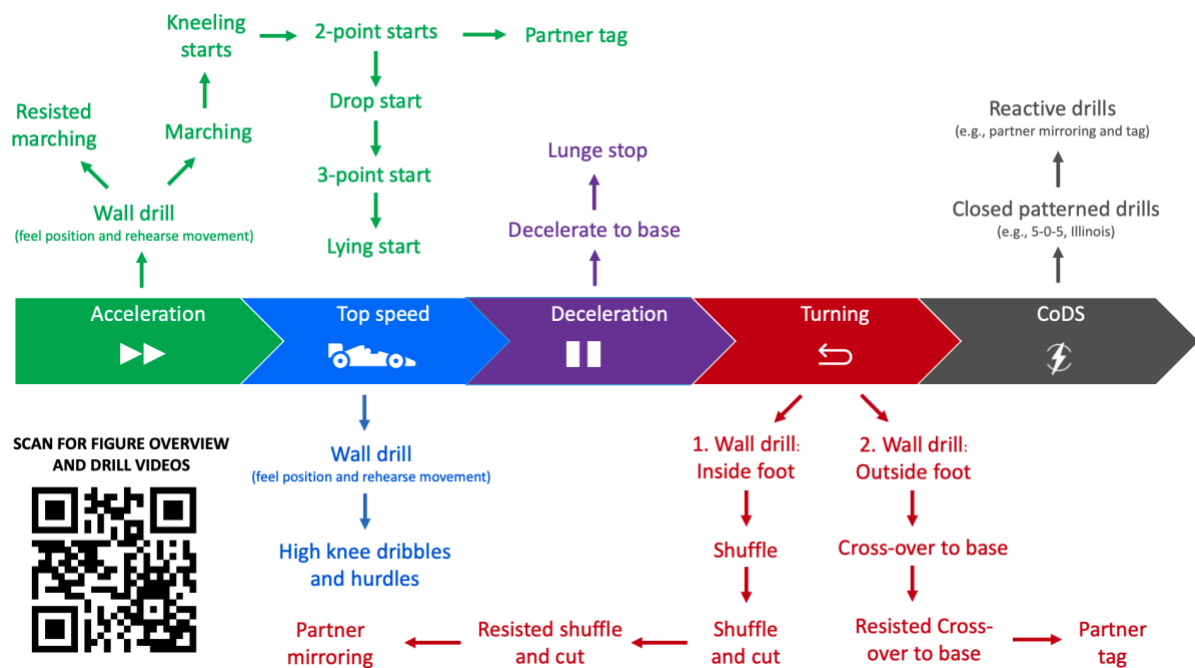 Kneeling
starts
2-point starts
Partner tag
Resisted
marching
Marching
Drop start
Reactive drills
(e.g., partner mirroring and tag)
Lunge stop
3-point start
Wall drill
(feel position and rehearse movement)
Closed patterned drills
(e.g., 5-0-5, Illinois)
Decelerate to base
Lying start
Acceleration
Top speed
Deceleration
Turning
CoDS
SCAN FOR FIGURE OVERVIEW
AND DRILL VIDEOS
Wall drill
(feel position and rehearse movement)
High knee dribbles
and hurdles
1. Wall drill:
Inside foot
2. Wall drill:
Outside foot
Shuffle
Cross-over to base
Partner
mirroring
Resisted shuffle
and cut
Shuffle
and cut
Resisted Cross-
over to base
Partner
tag